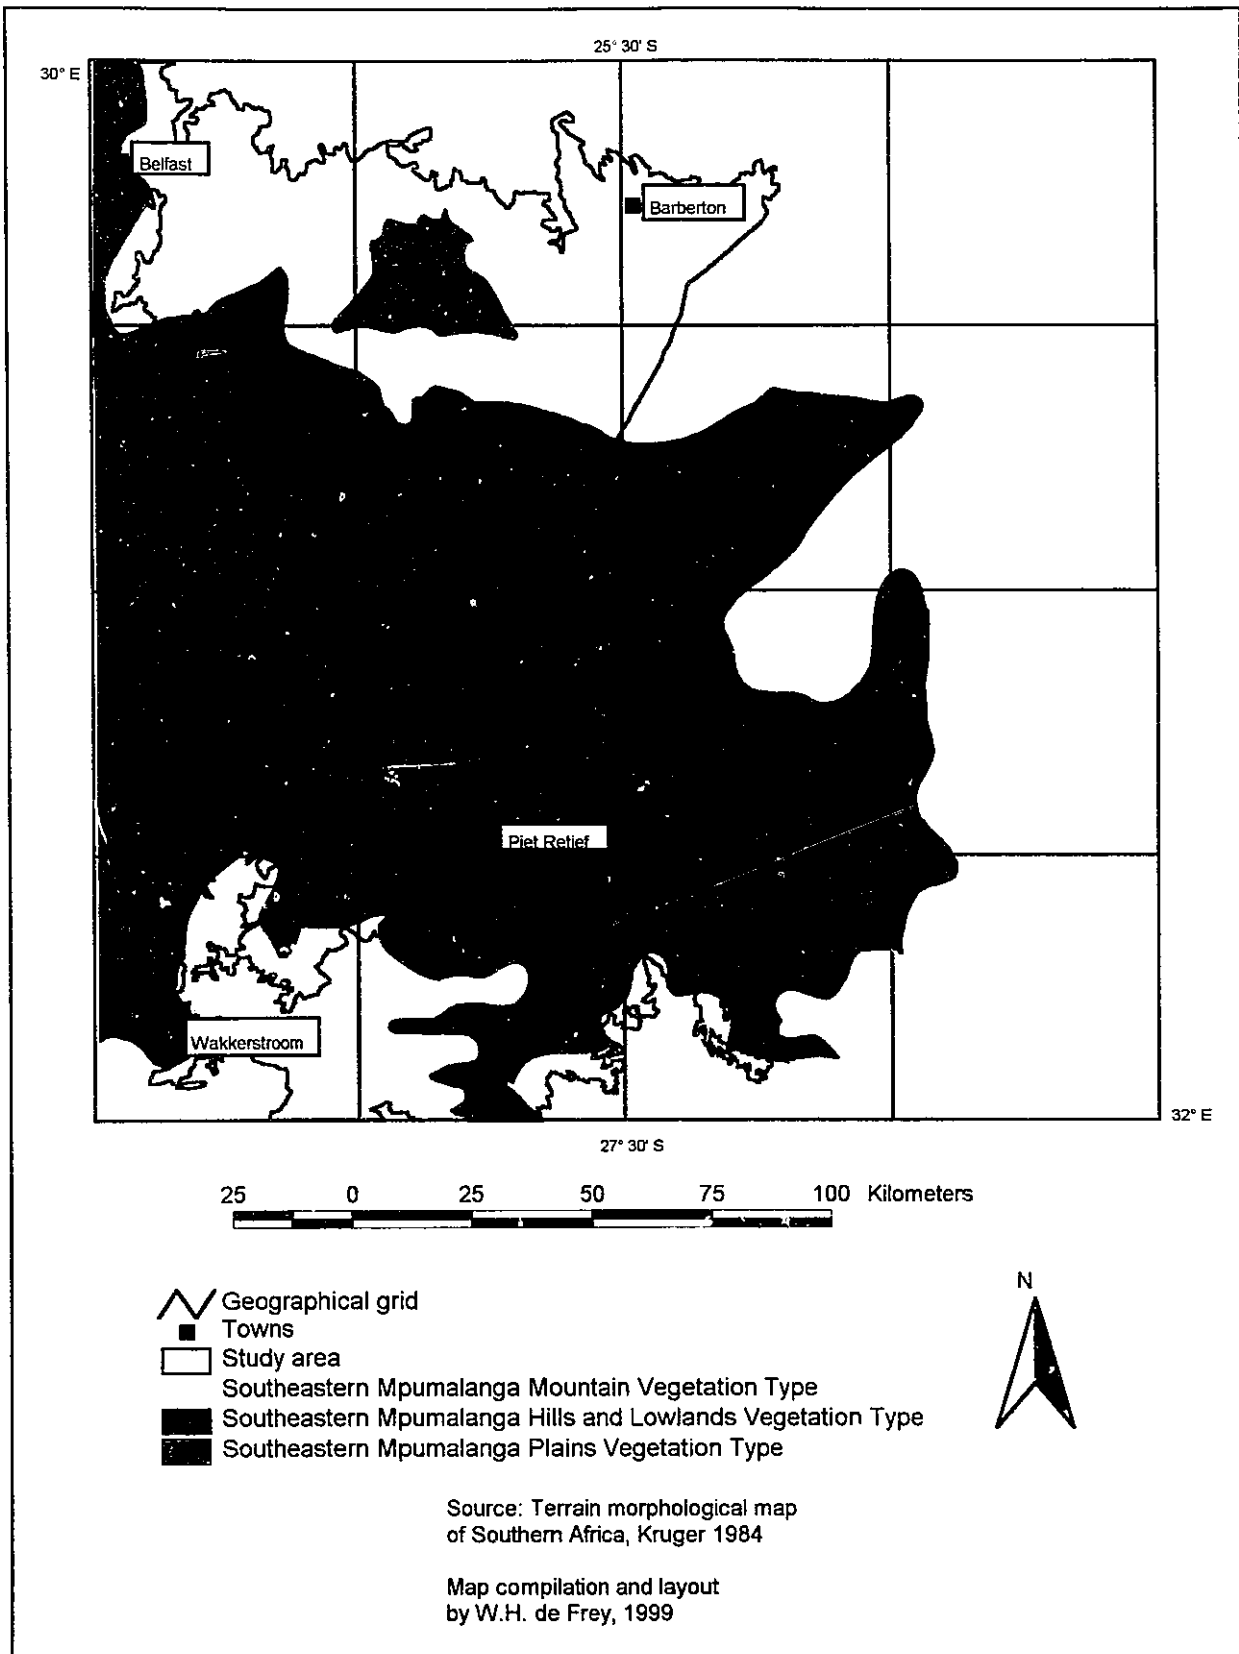 25° 30' S
30° E
Belfast
Barberton
Piet Retief
Wakkerstroom
32° E
27° 30' S
25 0 25 50 75 100 Kilometers
N
Geographical grid
Towns
Study area
Southeastern Mpumalanga Mountain Vegetation Type
Southeastern Mpumalanga Hills and Lowlands Vegetation Type
Southeastern Mpumalanga Plains Vegetation Type
Source: Terrain morphological map
of Southern Africa, Kruger 1984
Map compilation and layout
by W.H. de Frey, 1999